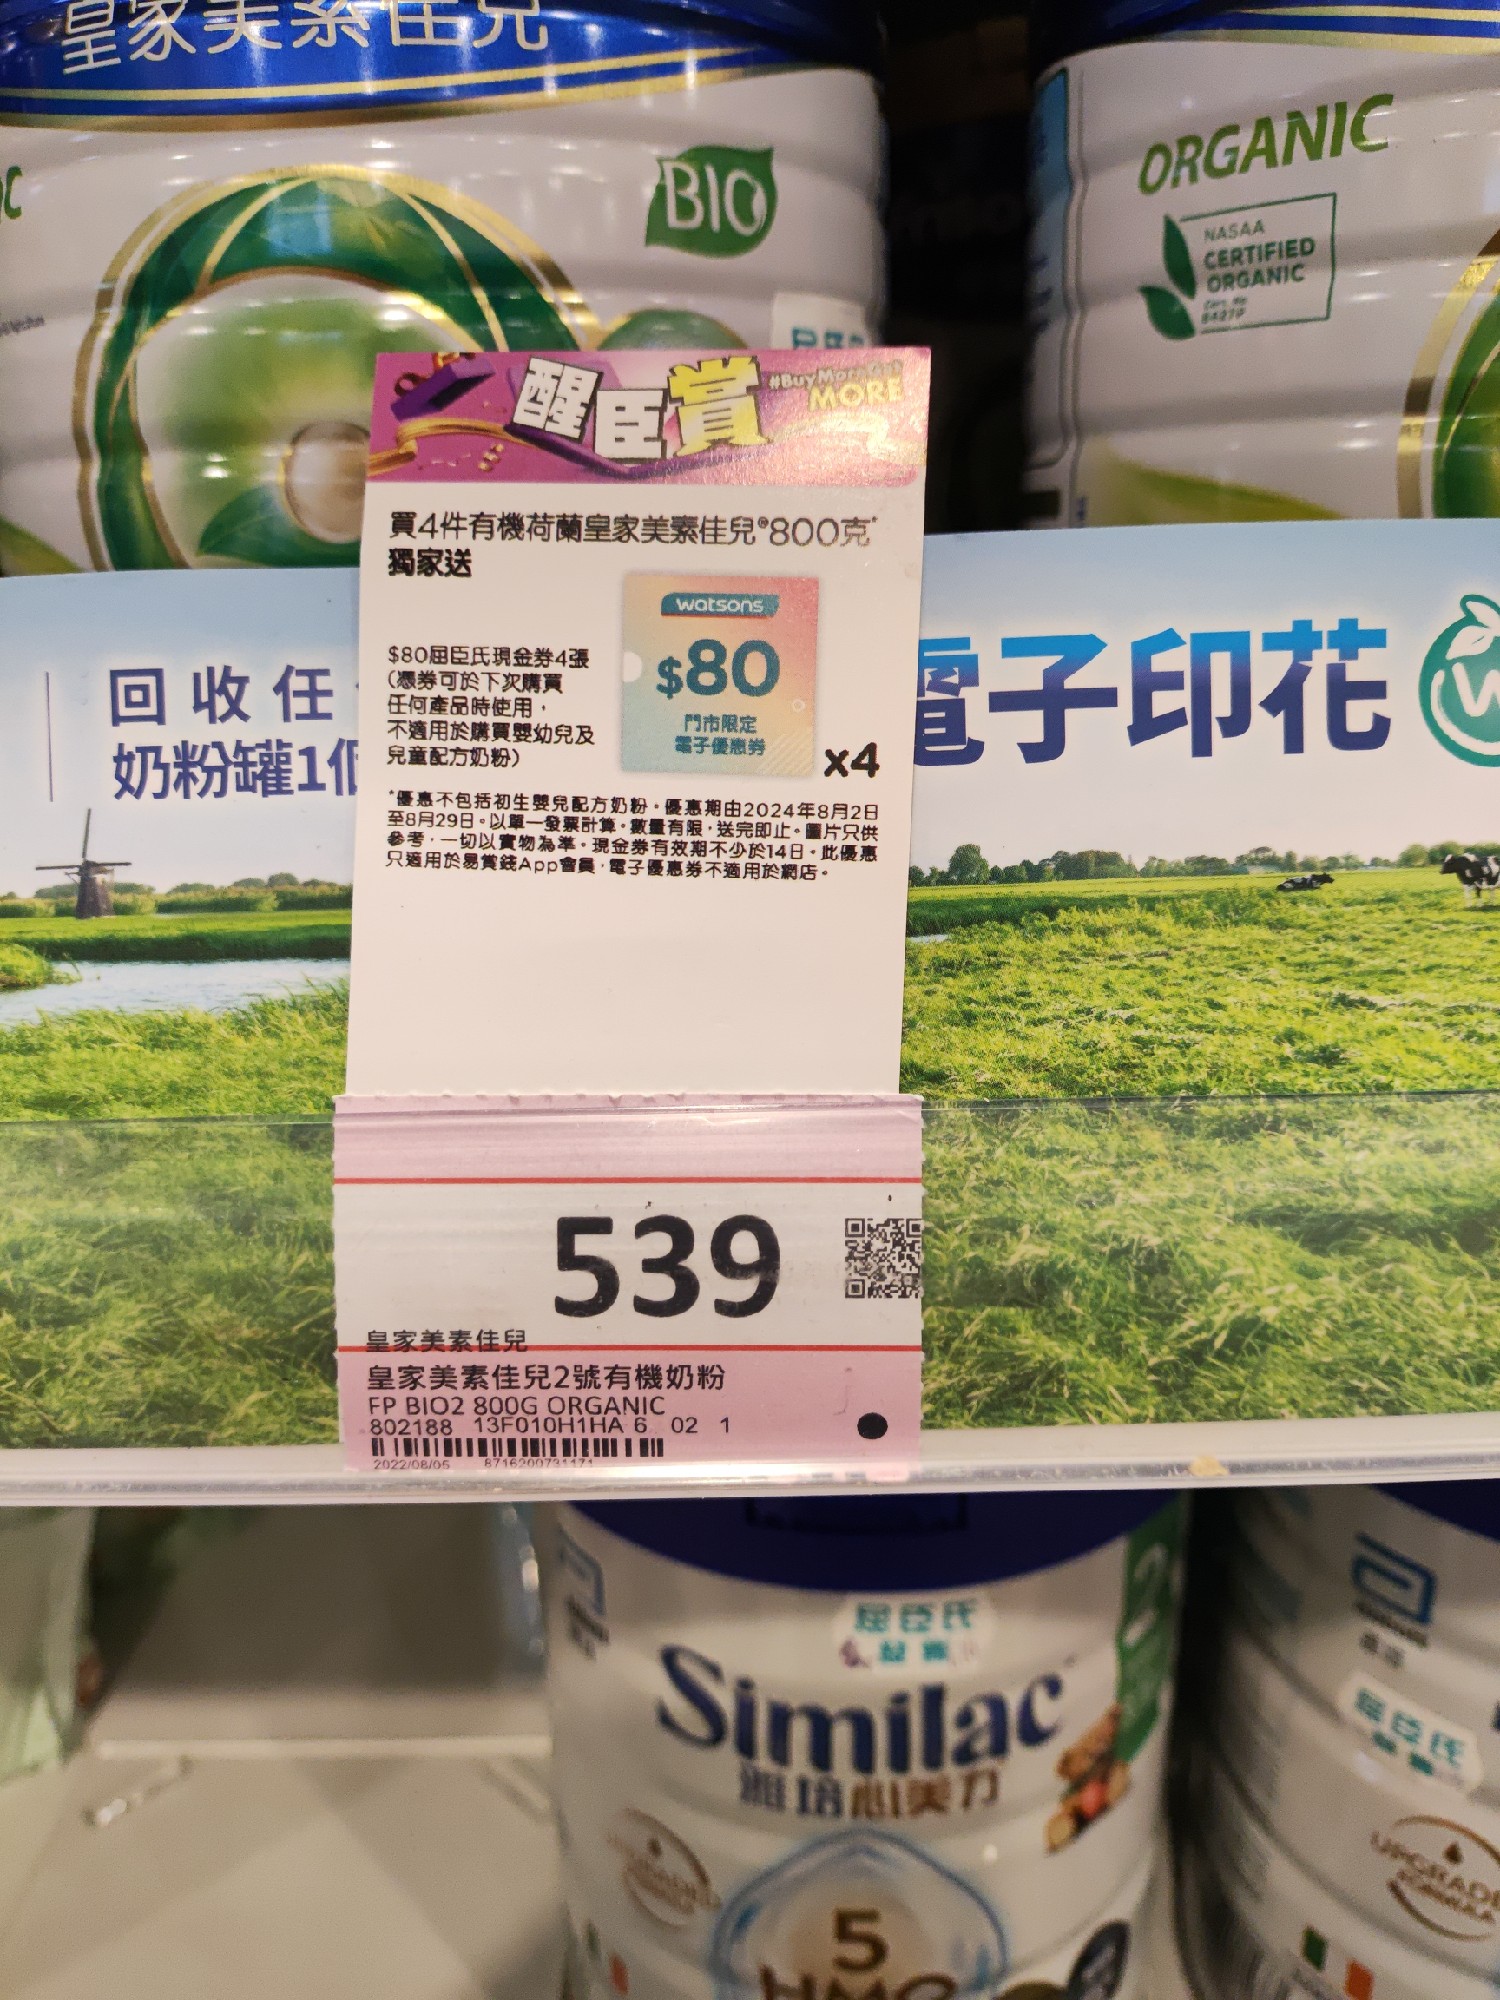 皇家美素佳兒
BIO
ORGANIC
NASAA
CERTIFIED
ORGANIC
醒臣賞
#BuyMoreGet
MORE
買4件有機荷蘭皇家美素佳兒®800克*
獨家送
watsons
$80
門市限定
電子優惠券
x4
$80屈臣氏現金券4張
(憑券可於下次購買
任何產品時使用，
不適用於購買嬰幼兒及
兒童配方奶粉)
*優惠不包括初生嬰兒配方奶粉。優惠期由2024年8月2日
至8月29日。以單一發票計算。數量有限，送完即止。圖片只供
參考，一切以實物為準。現金券有效期不少於14日。此優惠
只適用於易賞錢App會員，電子優惠券不適用於網店。
回收任
奶粉罐1個
電子印花
W
539
皇家美素佳兒
皇家美素佳兒2號有機奶粉
FP BIO2 800G ORGANIC
802188 13F010H1HA 6 02 1
2022/08/05 8716200731171
2
屈臣氏
Similac
雅培心美力
5
HMO
屈臣氏